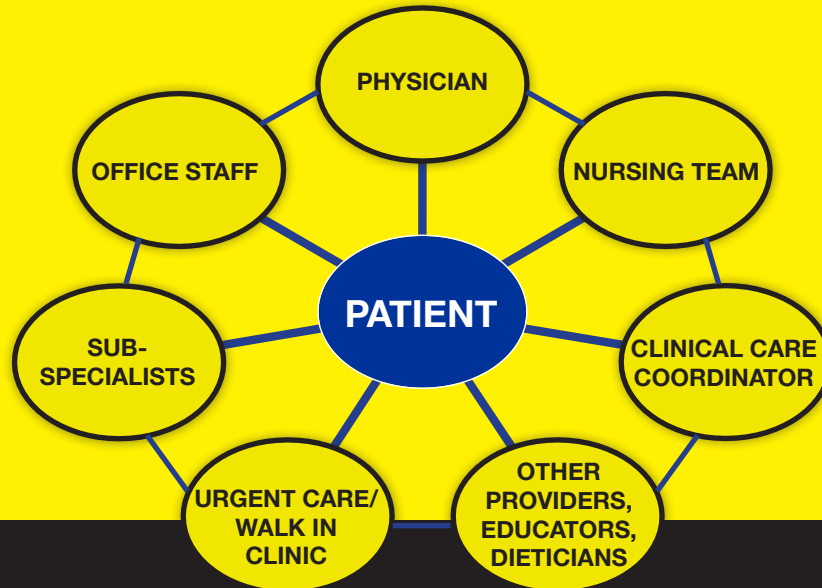 PHYSICIAN
OFFICE STAFF
NURSING TEAM
PATIENT
SUB-
SPECIALISTS
CLINICAL CARE
COORDINATOR
URGENT CARE/
WALK IN
CLINIC
OTHER
PROVIDERS,
EDUCATORS,
DIETICIANS